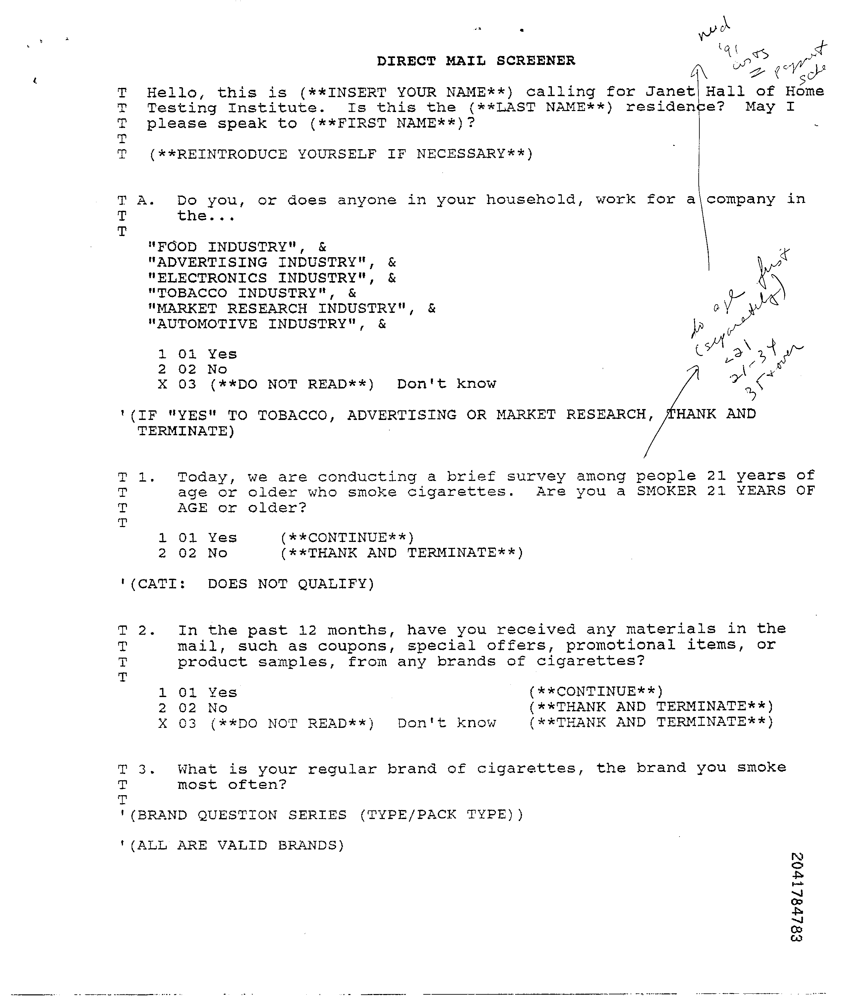 need
'91
costs
= payment
sche
DIRECT MAIL SCREENER
T Hello, this is (**INSERT YOUR NAME**) calling for Janet Hall of Home
T Testing Institute. Is this the (**LAST NAME**) residence? May I
T please speak to (**FIRST NAME**)?
T
T (**REINTRODUCE YOURSELF IF NECESSARY**)
T A. Do you, or does anyone in your household, work for a company in
T the...
T
"FOOD INDUSTRY", &
"ADVERTISING INDUSTRY", &
"ELECTRONICS INDUSTRY", &
"TOBACCO INDUSTRY", &
"MARKET RESEARCH INDUSTRY", &
"AUTOMOTIVE INDUSTRY", &
1 01 Yes
2 02 No
X 03 (**DO NOT READ**) Don't know
do age first
(separately)
<21
21-34
35 + over
'(IF "YES" TO TOBACCO, ADVERTISING OR MARKET RESEARCH, THANK AND
TERMINATE)
T 1. Today, we are conducting a brief survey among people 21 years of
T age or older who smoke cigarettes. Are you a SMOKER 21 YEARS OF
T AGE or older?
T
1 01 Yes (**CONTINUE**)
2 02 No (**THANK AND TERMINATE**)
'(CATI: DOES NOT QUALIFY)
T 2. In the past 12 months, have you received any materials in the
T mail, such as coupons, special offers, promotional items, or
T product samples, from any brands of cigarettes?
T
1 01 Yes (**CONTINUE**)
2 02 No (**THANK AND TERMINATE**)
X 03 (**DO NOT READ**) Don't know (**THANK AND TERMINATE**)
T 3. What is your regular brand of cigarettes, the brand you smoke
T most often?
T
'(BRAND QUESTION SERIES (TYPE/PACK TYPE))
'(ALL ARE VALID BRANDS)
2041784783